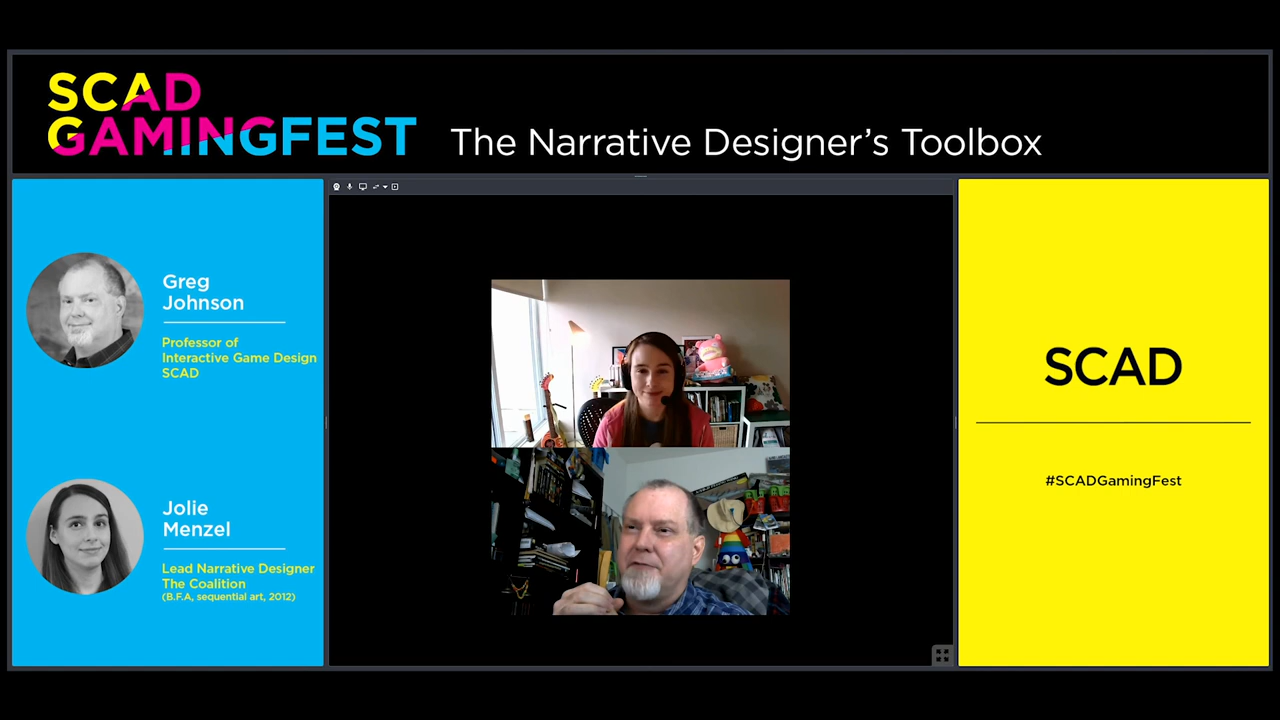 SCAD
GAMINGFEST
The Narrative Designer's Toolbox
Greg
Johnson
Professor of
Interactive Game Design
SCAD
Jolie
Menzel
Lead Narrative Designer
The Coalition
(B.F.A, sequential art, 2012)
SCAD
#SCADGamingFest